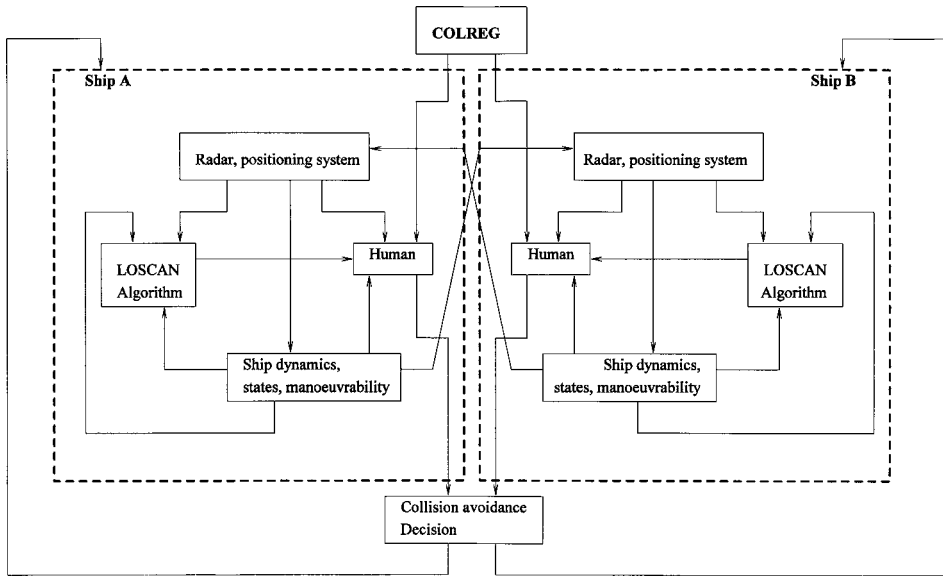 COLREG
Ship A
Ship B
Radar, positioning system
Radar, positioning system
LOSCAN
Algorithm
Human
Human
LOSCAN
Algorithm
Ship dynamics,
states, manoeuvrability
Ship dynamics,
states, manoeuvrability
Collision avoidance
Decision